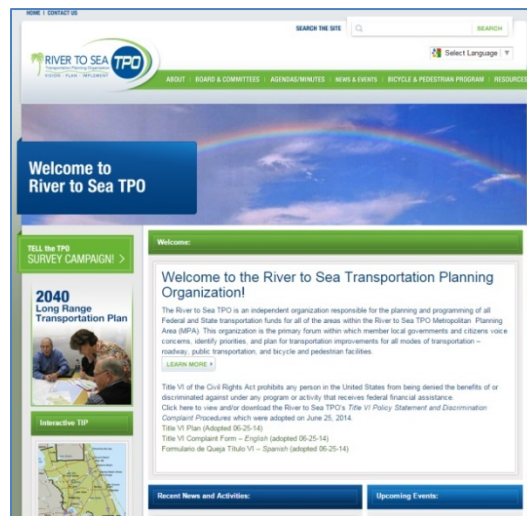 HOME | CONTACT US
SEARCH THE SITE
SEARCH
Select Language
RIVER TO SEA TPO
Transportation Planning Organization
VISION · PLAN · IMPLEMENT
ABOUT | BOARD & COMMITTEES | AGENDAS/MINUTES | NEWS & EVENTS | BICYCLE & PEDESTRIAN PROGRAM | RESOURCES
Welcome to
River to Sea TPO
TELL the TPO
SURVEY CAMPAIGN! >
Welcome:
Welcome to the River to Sea Transportation Planning
Organization!
The River to Sea TPO is an independent organization responsible for the planning and programming of all
Federal and State transportation funds for all of the areas within the River to Sea TPO Metropolitan Planning
Area (MPA). This organization is the primary forum within which member local governments and citizens voice
concerns, identify priorities, and plan for transportation improvements for all modes of transportation –
roadway, public transportation, and bicycle and pedestrian facilities.
LEARN MORE
Title VI of the Civil Rights Act prohibits any person in the United States from being denied the benefits of or
discriminated against under any program or activity that receives federal financial assistance.
Click here to view and/or download the River to Sea TPO's Title VI Policy Statement and Discrimination
Complaint Procedures which were adopted on June 25, 2014.
Title VI Plan (Adopted 06-25-14)
Title VI Complaint Form – English (adopted 06-25-14)
Formulario de Queja Título VI – Spanish (adopted 06-25-14)
2040
Long Range
Transportation Plan
Interactive TIP
Recent News and Activities:
Upcoming Events: